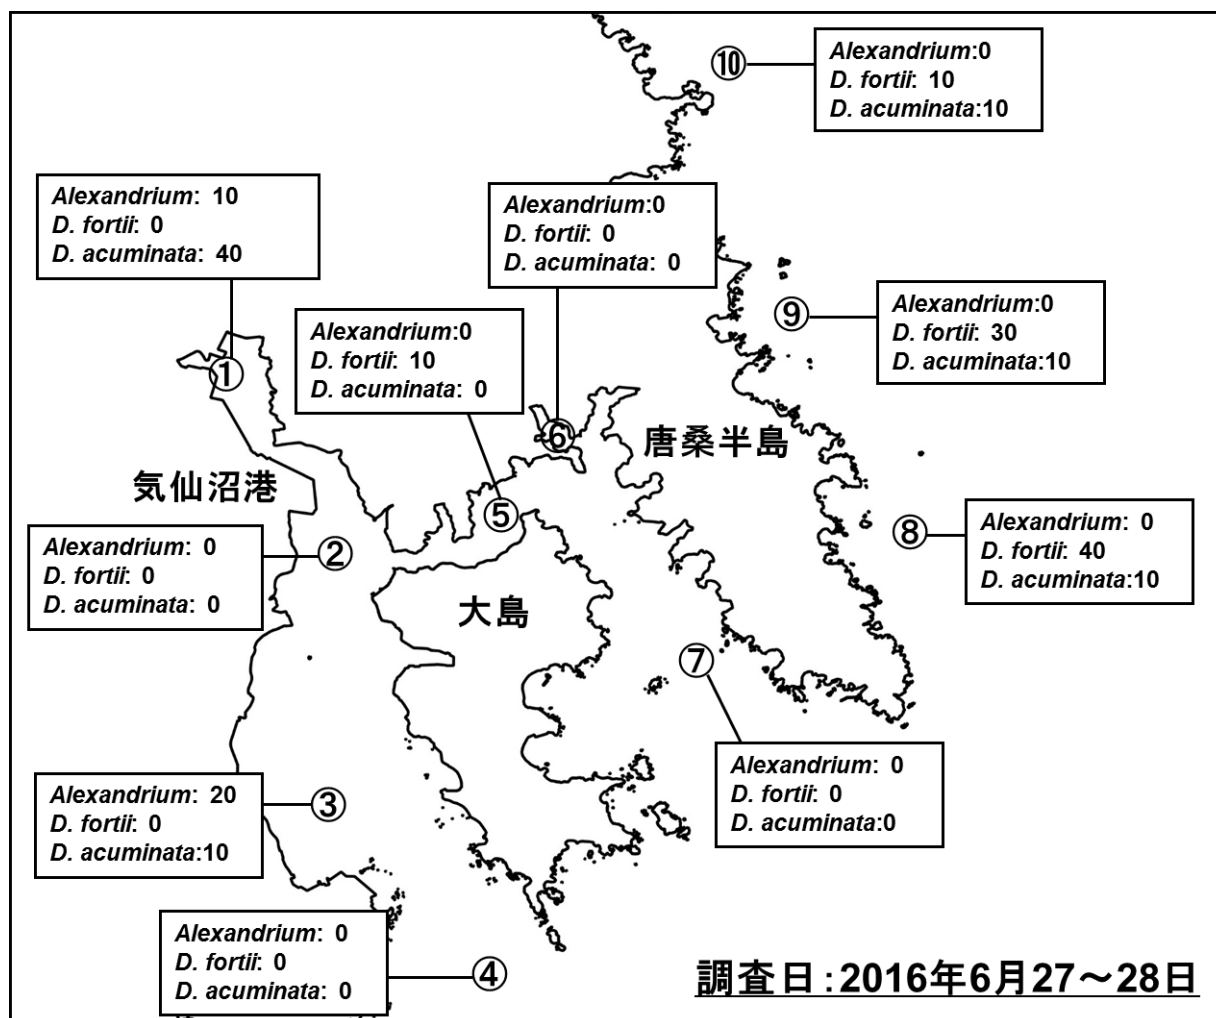 ⑩
Alexandrium:0
D. fortii: 10
D. acuminata:10
Alexandrium: 10
D. fortii: 0
D. acuminata: 40
①
Alexandrium:0
D. fortii: 0
D. acuminata: 0
⑥
⑨
Alexandrium:0
D. fortii: 30
D. acuminata:10
Alexandrium:0
D. fortii: 10
D. acuminata: 0
⑤
唐桑半島
気仙沼港
⑧
Alexandrium: 0
D. fortii: 40
D. acuminata:10
Alexandrium: 0
D. fortii: 0
D. acuminata: 0
②
大島
⑦
Alexandrium: 0
D. fortii: 0
D. acuminata:0
Alexandrium: 20
D. fortii: 0
D. acuminata:10
③
Alexandrium: 0
D. fortii: 0
D. acuminata: 0
④
調査日:2016年6月27～28日